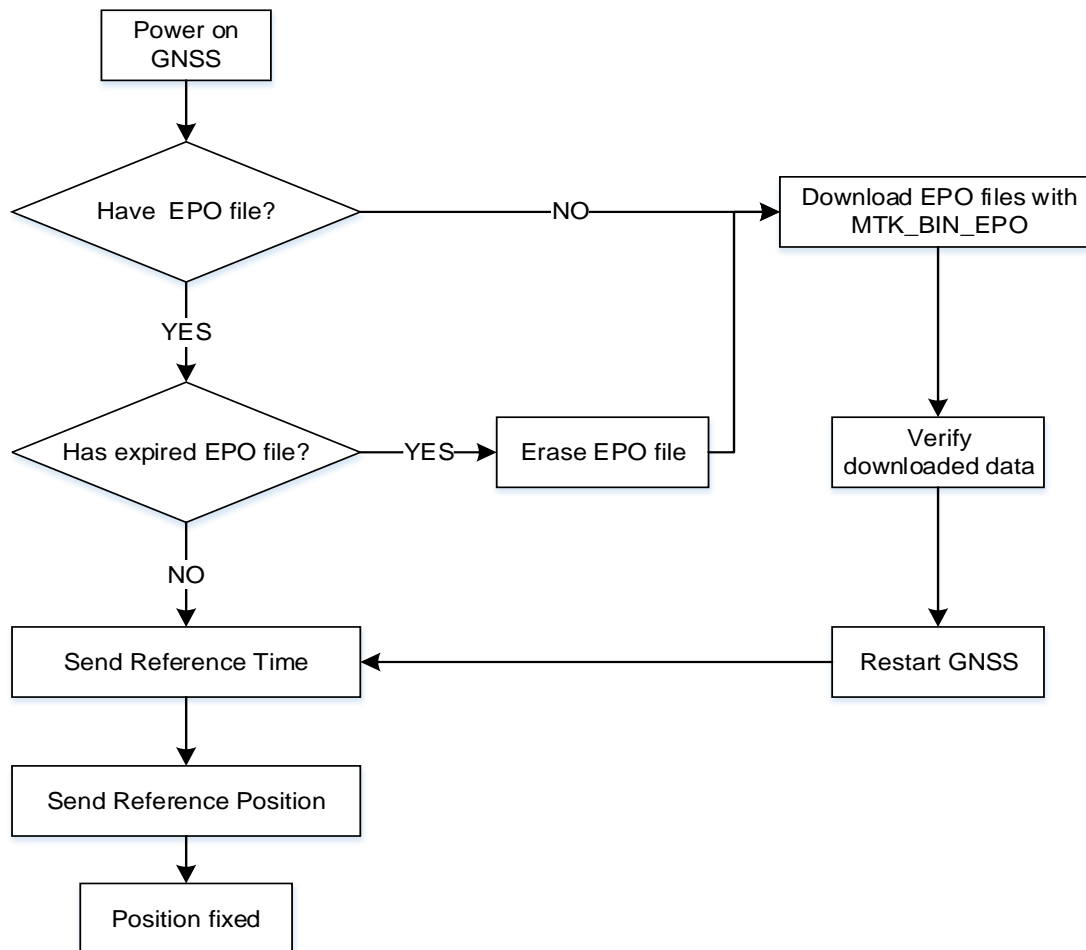 Power on
GNSS
Have EPO file?
NO
Download EPO files with
MTK_BIN_EPO
YES
Has expired EPO file?
YES
Erase EPO file
Verify
downloaded data
NO
Send Reference Time
Restart GNSS
Send Reference Position
Position fixed